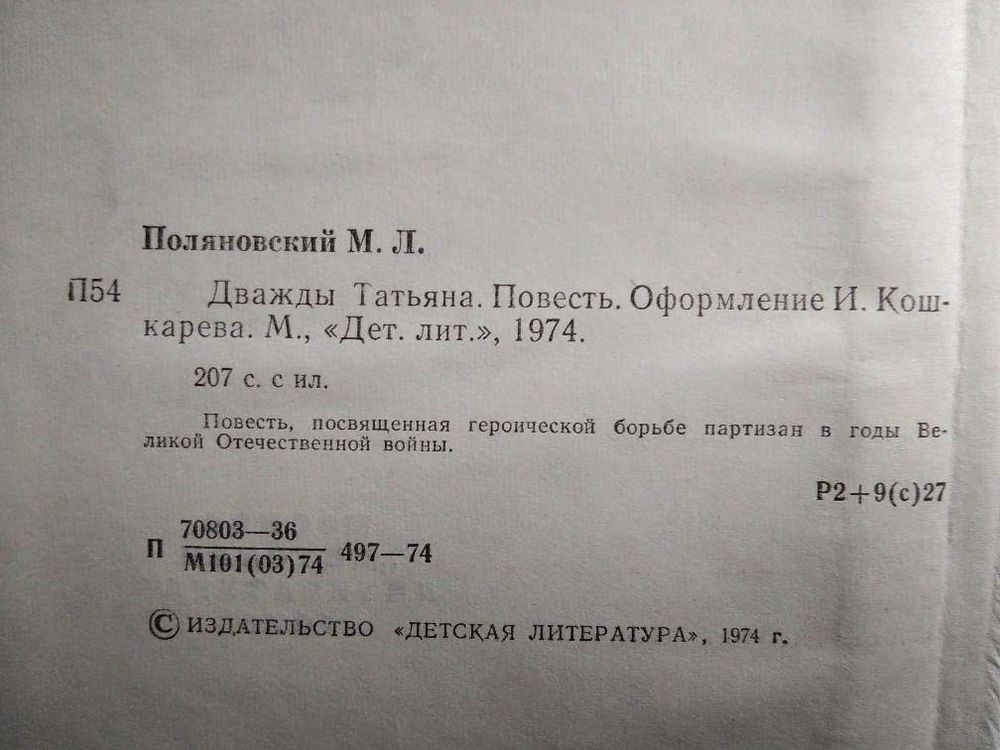 Поляновский М. Л.
П54 Дважды Татьяна. Повесть. Оформление И. Кош-
карева. М., «Дет. лит.», 1974.
207 с. с ил.
Повесть, посвященная героической борьбе партизан в годы Ве-
ликой Отечественной войны.
Р2+9(с)27
П 70803—36 497—74
М101(03)74
© ИЗДАТЕЛЬСТВО «ДЕТСКАЯ ЛИТЕРАТУРА», 1974 г.